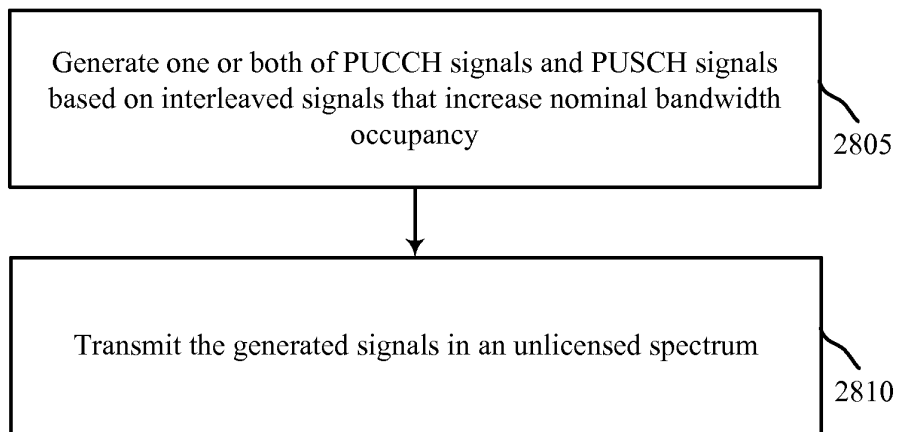 Generate one or both of PUCCH signals and PUSCH signals
based on interleaved signals that increase nominal bandwidth
occupancy
2805
Transmit the generated signals in an unlicensed spectrum
2810